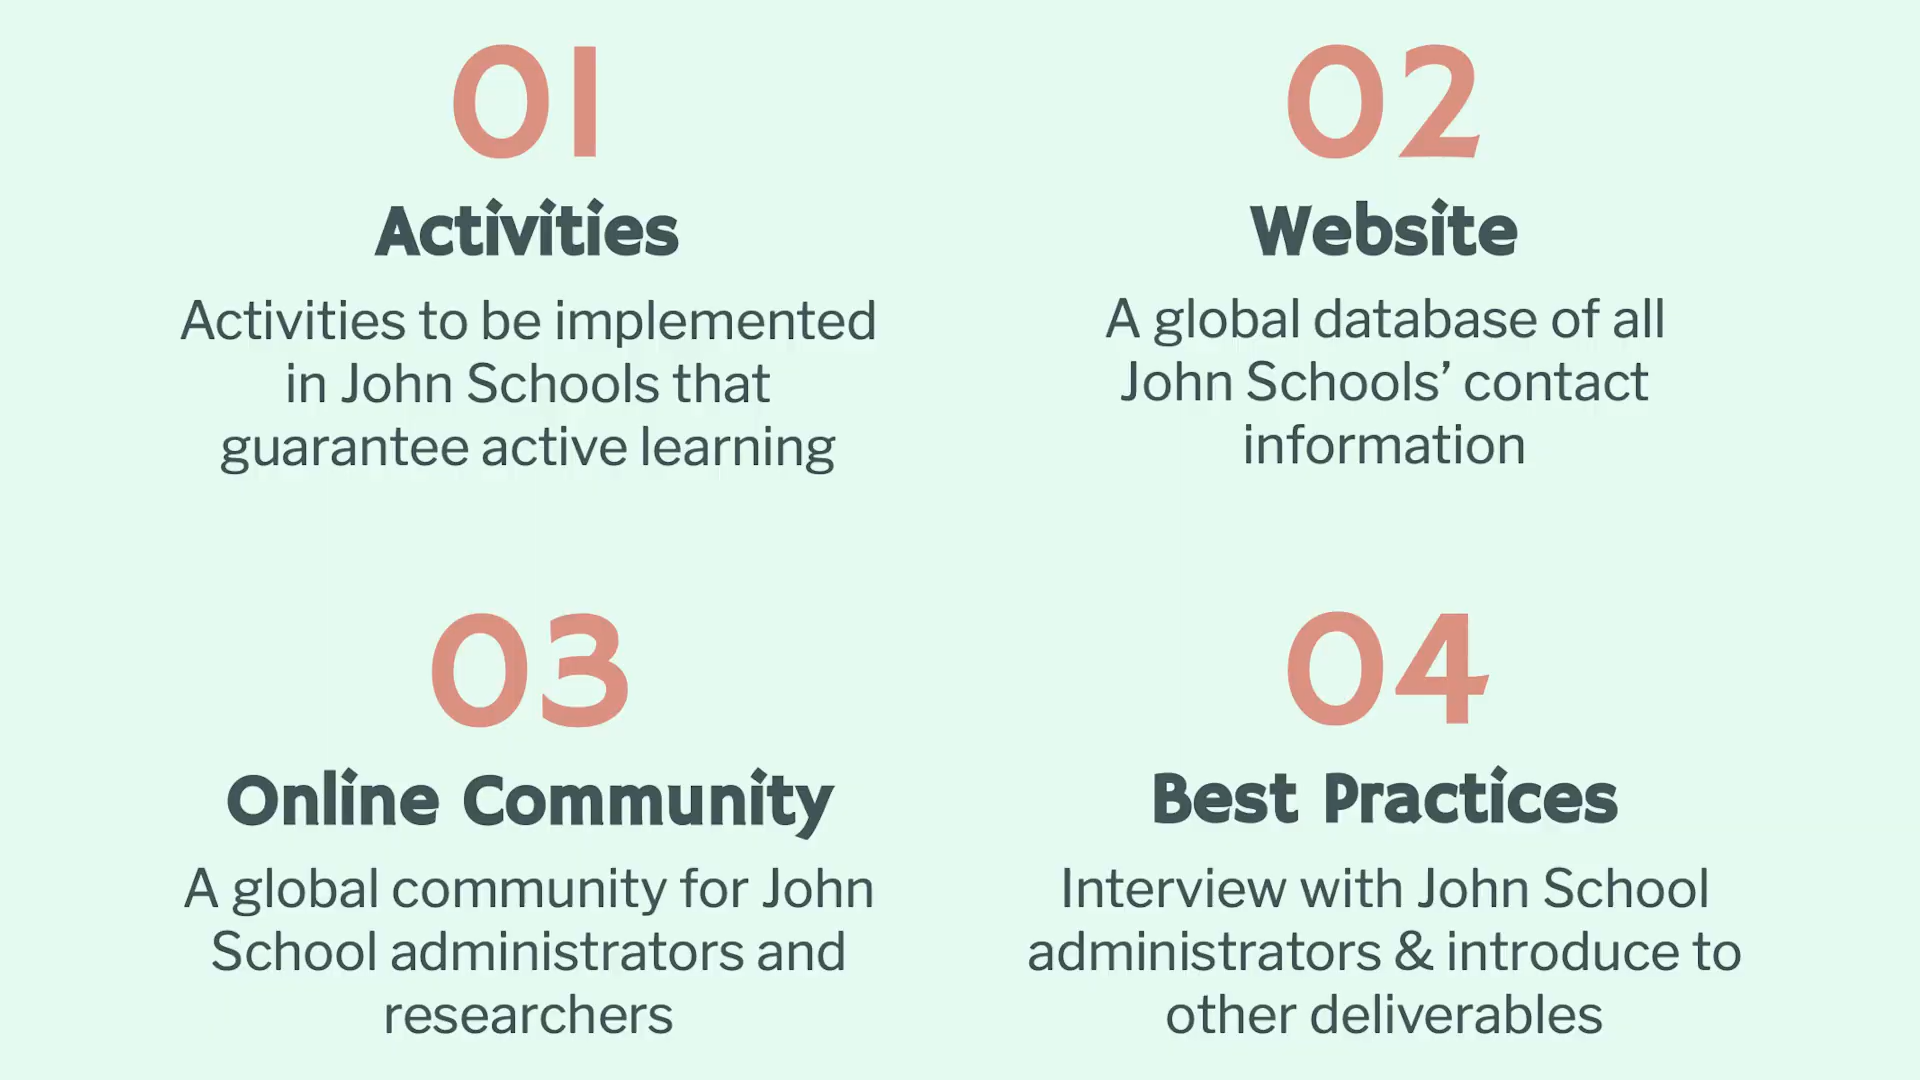 01
Activities
Activities to be implemented
in John Schools that
guarantee active learning
02
Website
A global database of all
John Schools’ contact
information
03
Online Community
A global community for John
School administrators and
researchers
04
Best Practices
Interview with John School
administrators & introduce to
other deliverables